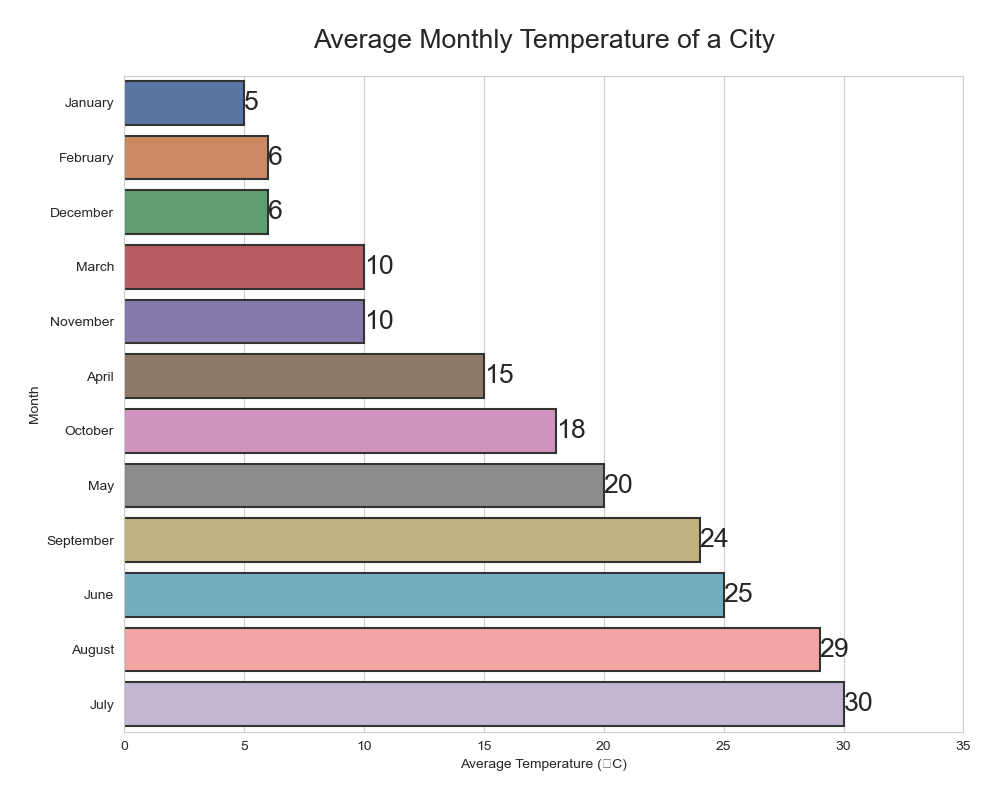 Average Monthly Temperature of a City
January 5
February 6
December 6
March 10
November 10
April 15
Month
October 18
May 20
September 24
June 25
August 29
July 30
0 5 10 15 20 25 30 35
Average Temperature (▯C)